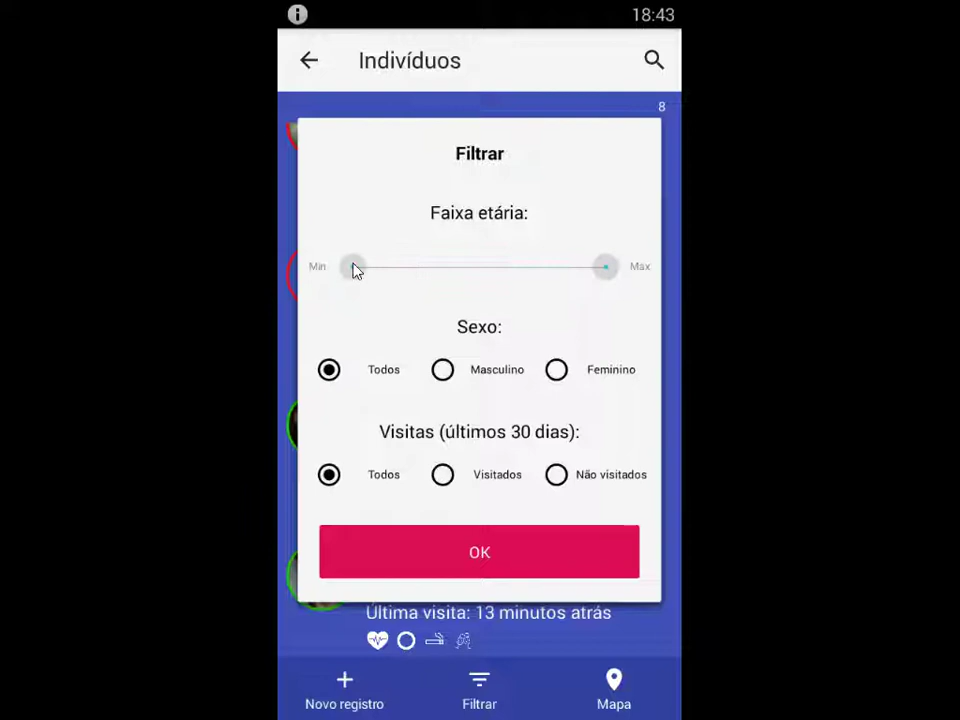 18:43
Indivíduos
8
Filtrar
Faixa etária:
Min Max
Sexo:
Todos Masculino Feminino
Visitas (últimos 30 dias):
Todos Visitados Não visitados
OK
Última visita: 13 minutos atrás
Novo registro Filtrar Mapa